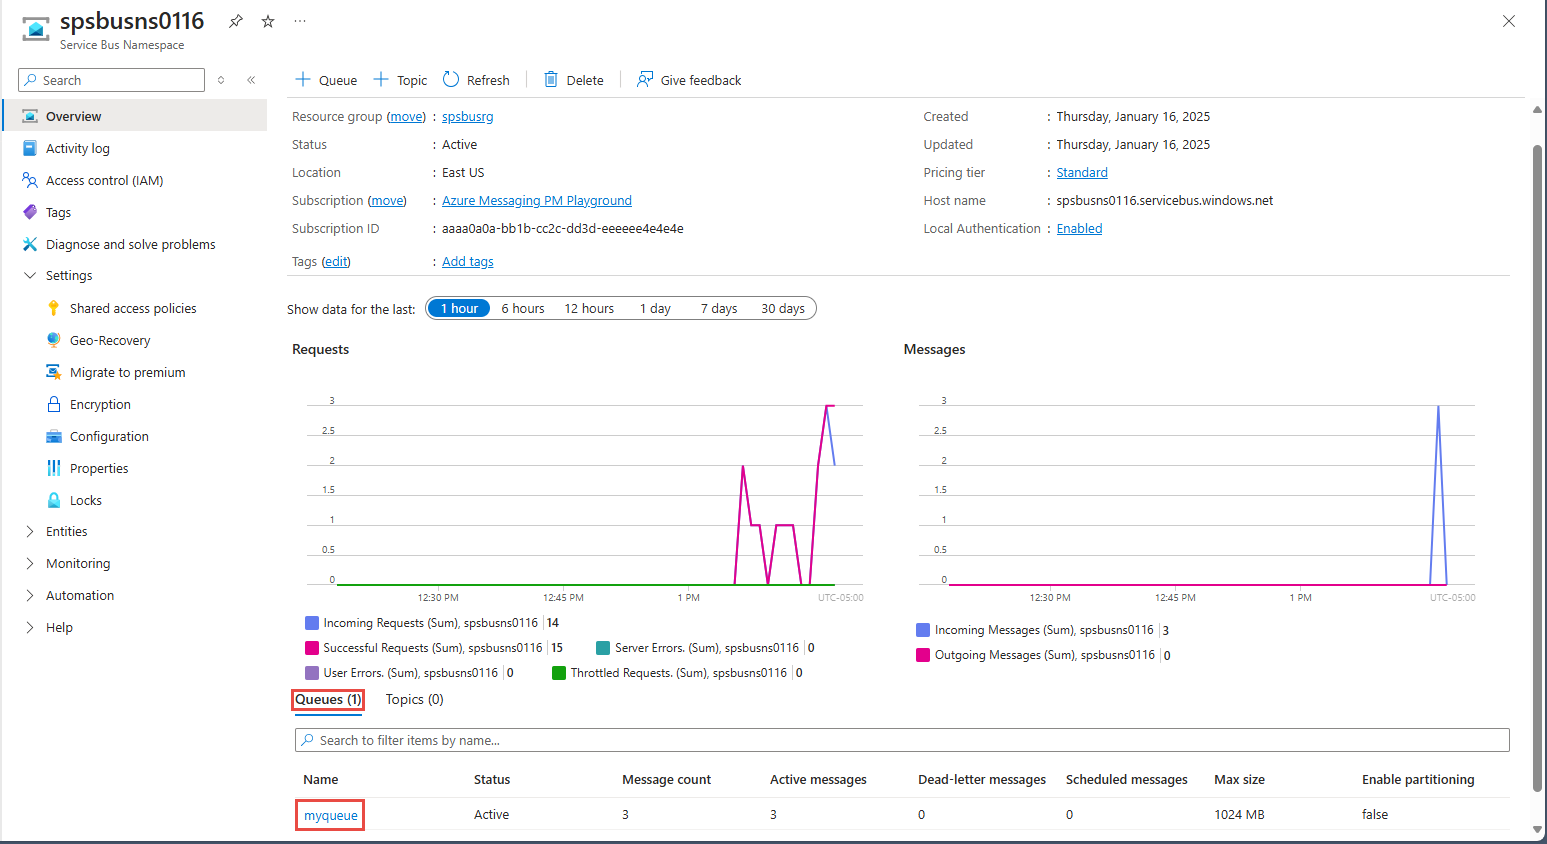 spsbusns0116
Service Bus Namespace
Search
Overview
Activity log
Access control (IAM)
Tags
Diagnose and solve problems
Settings
Shared access policies
Geo-Recovery
Migrate to premium
Encryption
Configuration
Properties
Locks
Entities
Monitoring
Automation
Help
Queue Topic Refresh Delete Give feedback
Resource group (move) : spsbusrg
Status : Active
Location : East US
Subscription (move) : Azure Messaging PM Playground
Subscription ID : aaaa0a0a-bb1b-cc2c-dd3d-eeeeee4e4e4e
Tags (edit) : Add tags
Created : Thursday, January 16, 2025
Updated : Thursday, January 16, 2025
Pricing tier : Standard
Host name : spsbusns0116.servicebus.windows.net
Local Authentication : Enabled
Show data for the last: 1 hour 6 hours 12 hours 1 day 7 days 30 days
Requests
3
2.5
2
1.5
1
0.5
0
12:30 PM 12:45 PM 1 PM UTC-05:00
Incoming Requests (Sum), spsbusns0116 14
Successful Requests (Sum), spsbusns0116 15 Server Errors. (Sum), spsbusns0116 0
User Errors. (Sum), spsbusns0116 0 Throttled Requests. (Sum), spsbusns0116 0
Messages
3
2.5
2
1.5
1
0.5
0
12:30 PM 12:45 PM 1 PM UTC-05:00
Incoming Messages (Sum), spsbusns0116 3
Outgoing Messages (Sum), spsbusns0116 0
Queues (1) Topics (0)
Search to filter items by name...
Name Status Message count Active messages Dead-letter messages Scheduled messages Max size Enable partitioning
myqueue Active 3 3 0 0 1024 MB false